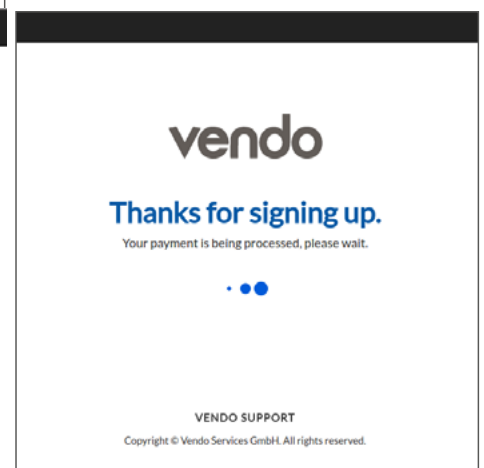 vendo
Thanks for signing up.
Your payment is being processed, please wait.
VENDO SUPPORT
Copyright © Vendo Services GmbH. All rights reserved.